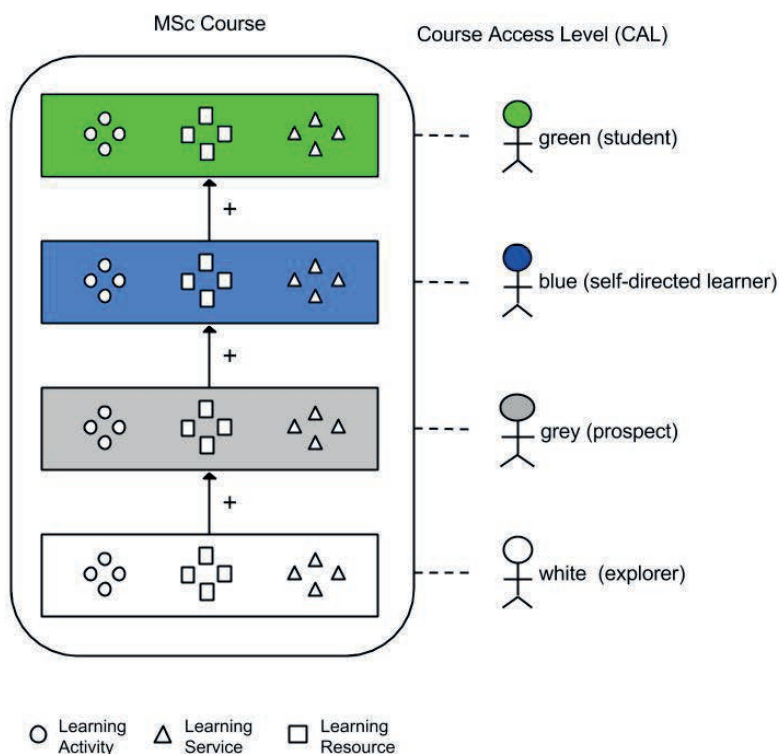 MSc Course
Course Access Level (CAL)
green (student)
+
blue (self-directed learner)
+
grey (prospect)
+
white (explorer)
Learning Activity
Learning Service
Learning Resource